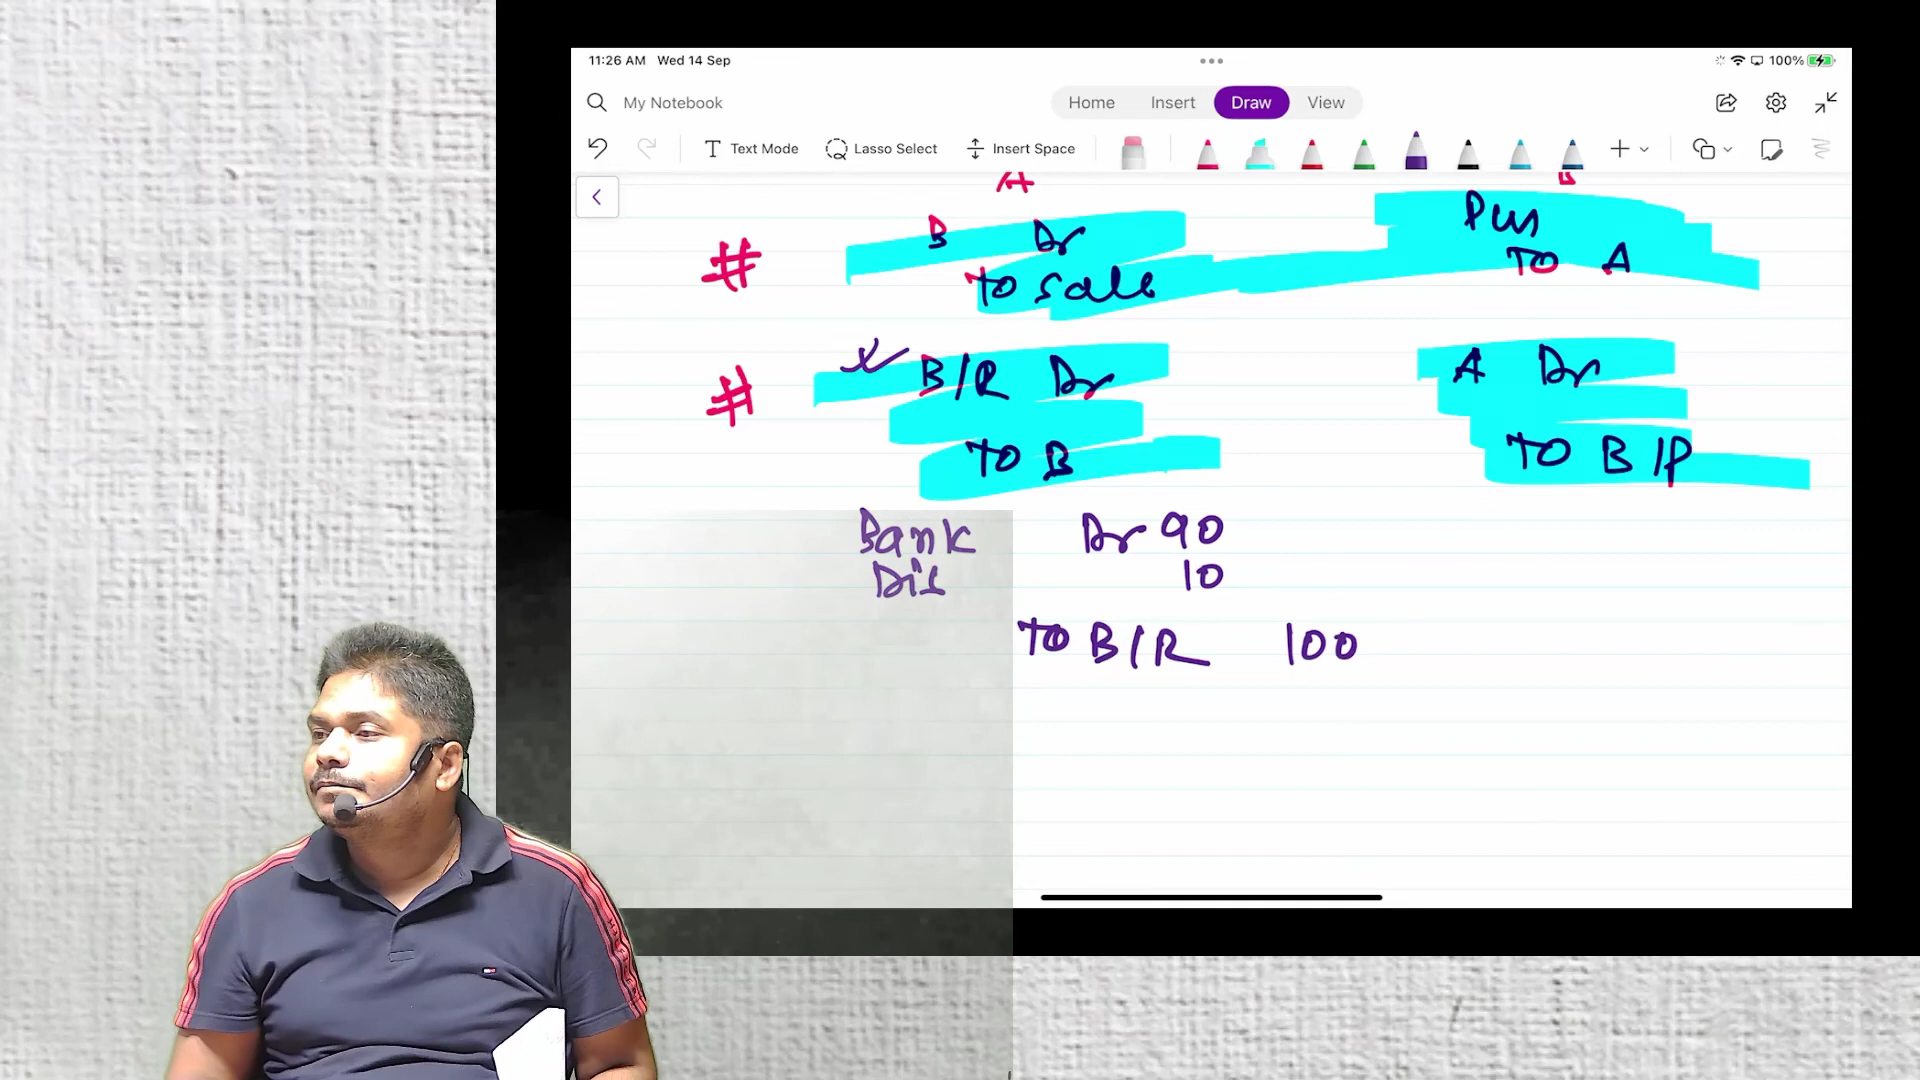 11:26 AM Wed 14 Sep
100%
My Notebook
Home Insert Draw View
Text Mode Lasso Select Insert Space
A B
# B Dr Pur
To Sale To A
# B/R Dr A Dr
To B To B/P
Bank Dr 90
Dis 10
To B/R 100